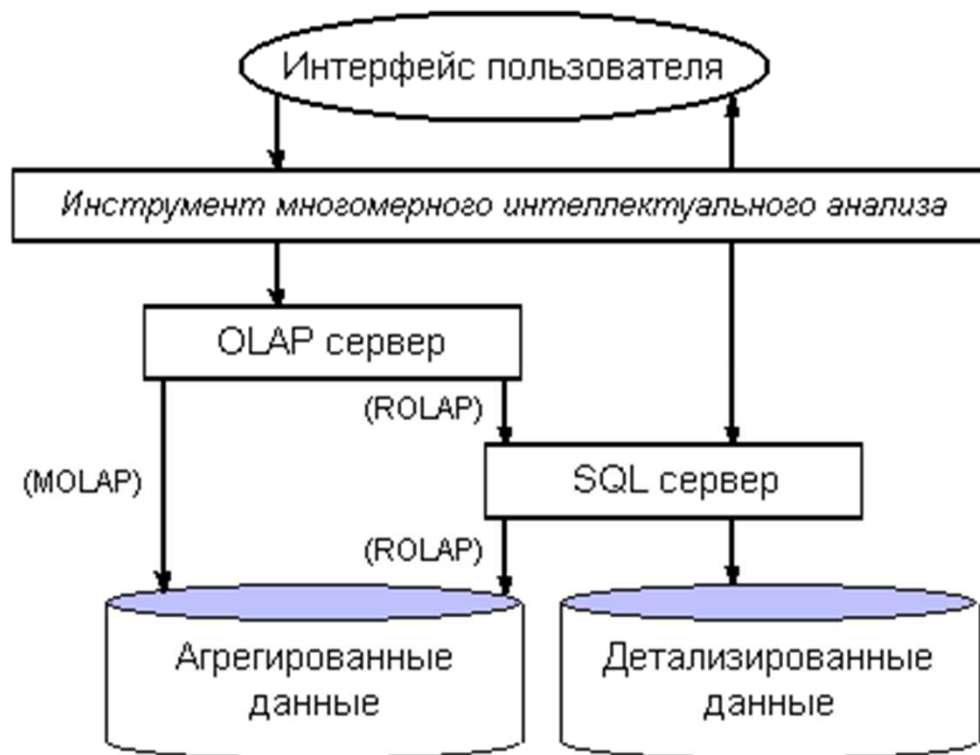 Интерфейс пользователя
Инструмент многомерного интеллектуального анализа
OLAP сервер
(ROLAP)
(MOLAP)
SQL сервер
(ROLAP)
Агрегированные
данные
Детализированные
данные